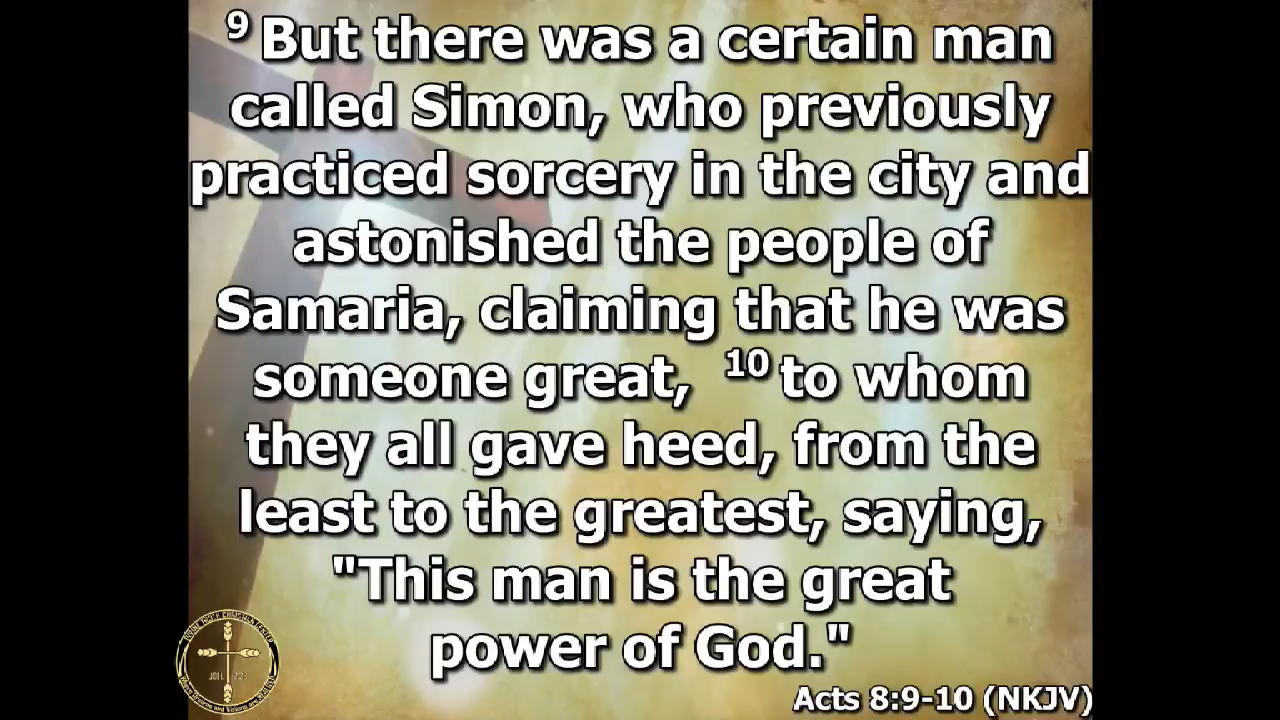 9 But there was a certain man
called Simon, who previously
practiced sorcery in the city and
astonished the people of
Samaria, claiming that he was
someone great, 10 to whom
they all gave heed, from the
least to the greatest, saying,
"This man is the great
power of God."
Acts 8:9-10 (NKJV)